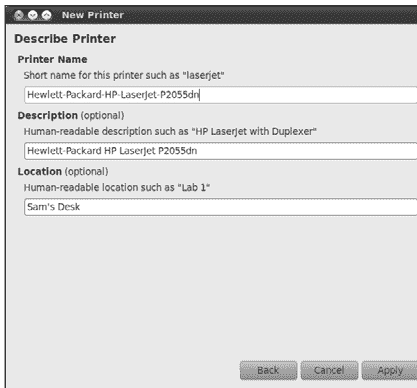 New Printer
Describe Printer
Printer Name
Short name for this printer such as "laserjet"
Hewlett-Packard-HP-LaserJet-P2055dn
Description (optional)
Human-readable description such as "HP LaserJet with Duplexer"
Hewlett-Packard HP LaserJet P2055dn
Location (optional)
Human-readable location such as "Lab 1"
Sam's Desk
Back Cancel Apply